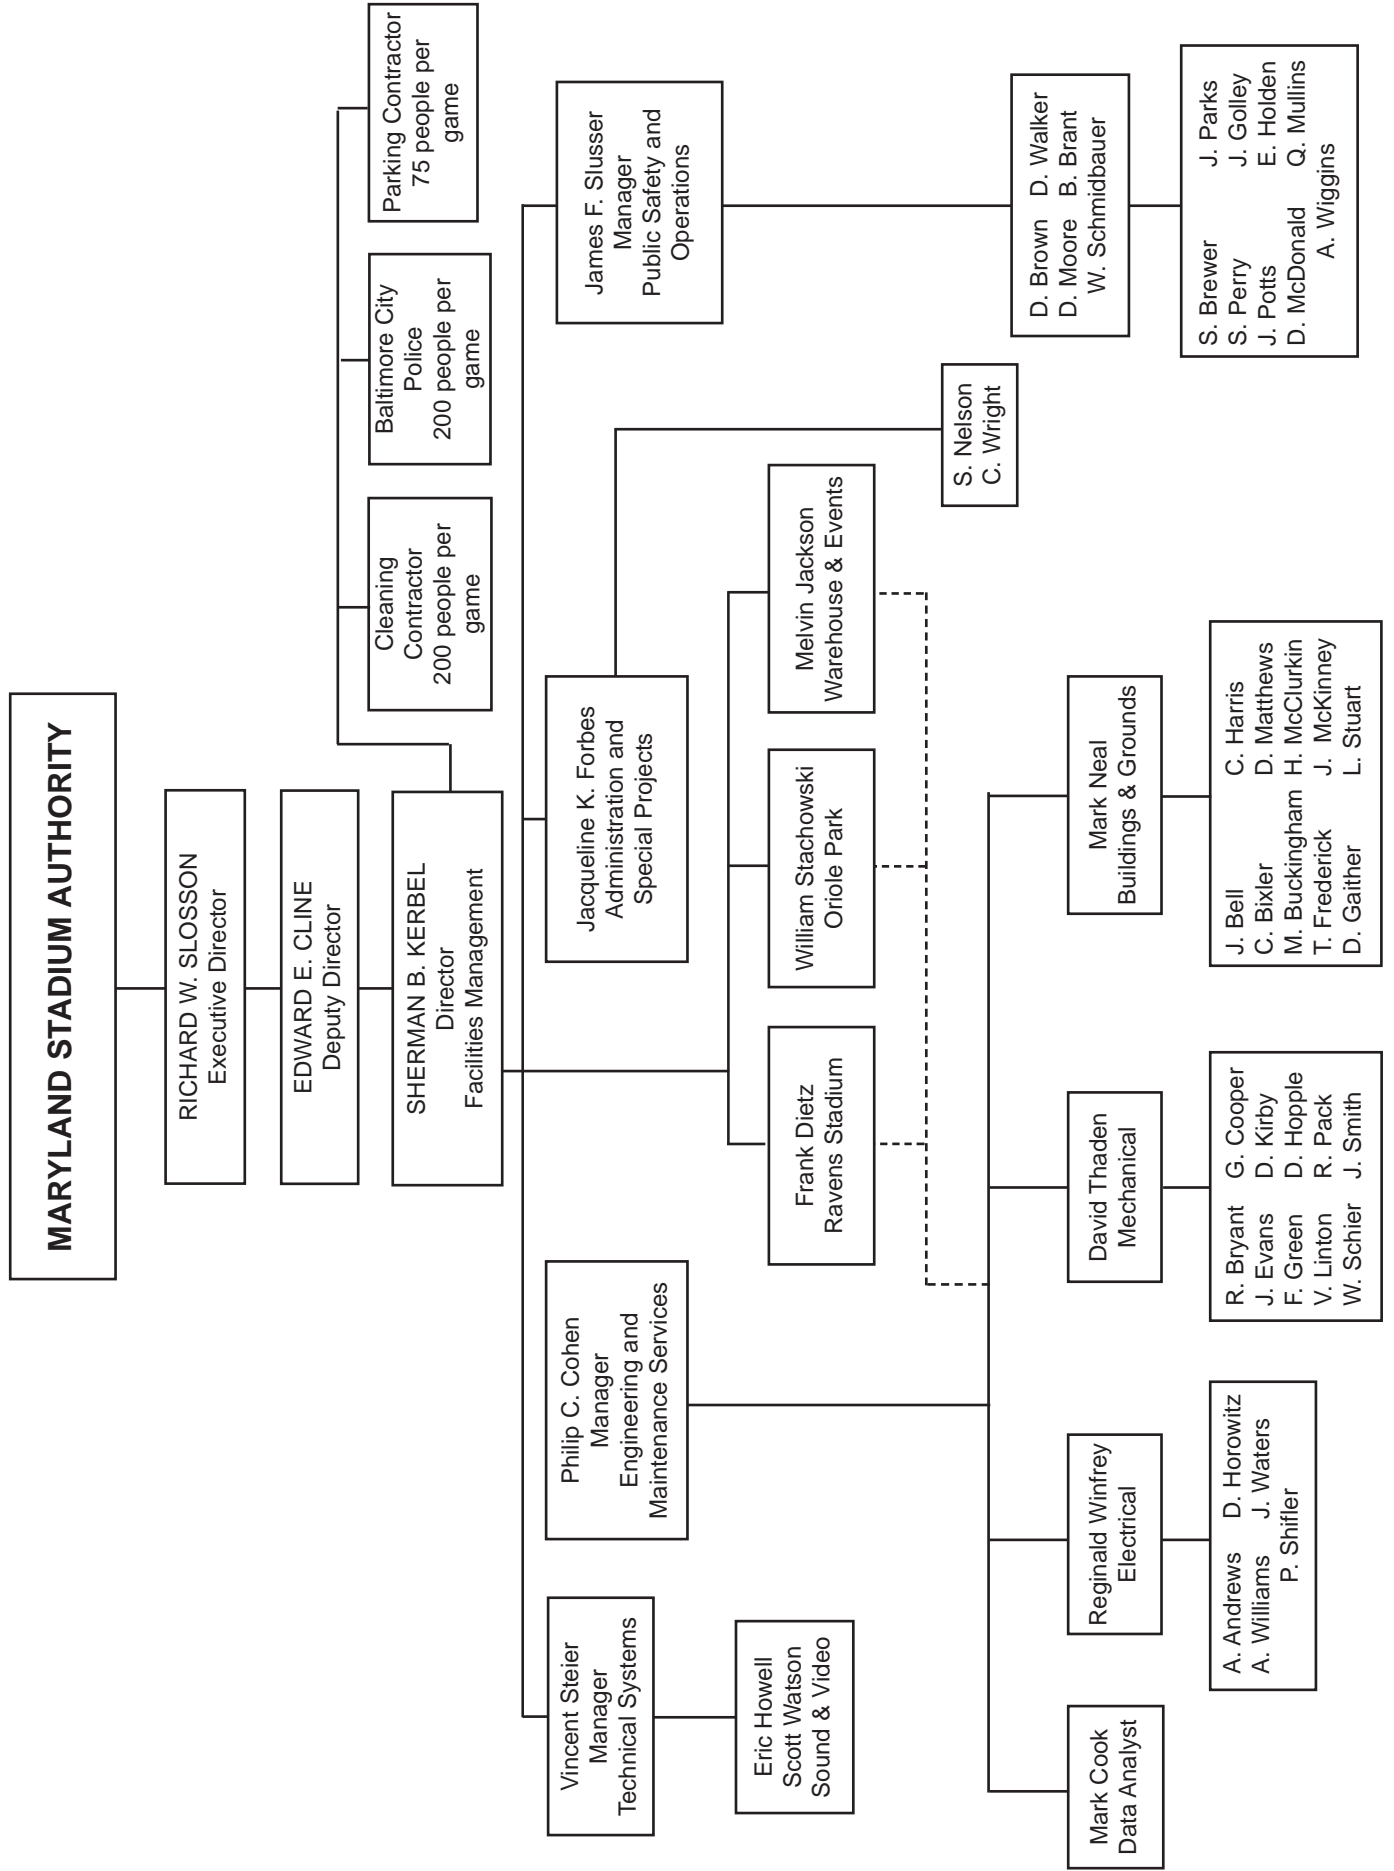 MARYLAND STADIUM AUTHORITY
RICHARD W. SLOSSON
Executive Director
EDWARD E. CLINE
Deputy Director
SHERMAN B. KERBEL
Director
Facilities Management
Cleaning
Contractor
200 people per
game
Baltimore City
Police
200 people per
game
Parking Contractor
75 people per
game
Vincent Steier
Manager
Technical Systems
Philip C. Cohen
Manager
Engineering and
Maintenance Services
Jacqueline K. Forbes
Administration and
Special Projects
James F. Slusser
Manager
Public Safety and
Operations
Eric Howell
Scott Watson
Sound & Video
Frank Dietz
Ravens Stadium
William Stachowski
Oriole Park
Melvin Jackson
Warehouse & Events
S. Nelson
C. Wright
D. Brown D. Walker
D. Moore B. Brant
W. Schmidbauer
Mark Cook
Data Analyst
Reginald Winfrey
Electrical
David Thaden
Mechanical
Mark Neal
Buildings & Grounds
S. Brewer J. Parks
S. Perry J. Golley
J. Potts E. Holden
D. McDonald Q. Mullins
A. Wiggins
A. Andrews D. Horowitz
A. Williams J. Waters
P. Shifler
R. Bryant G. Cooper
J. Evans D. Kirby
F. Green D. Hopple
V. Linton R. Pack
W. Schier J. Smith
J. Bell C. Harris
C. Bixler D. Matthews
M. Buckingham H. McClurkin
T. Frederick J. McKinney
D. Gaither L. Stuart